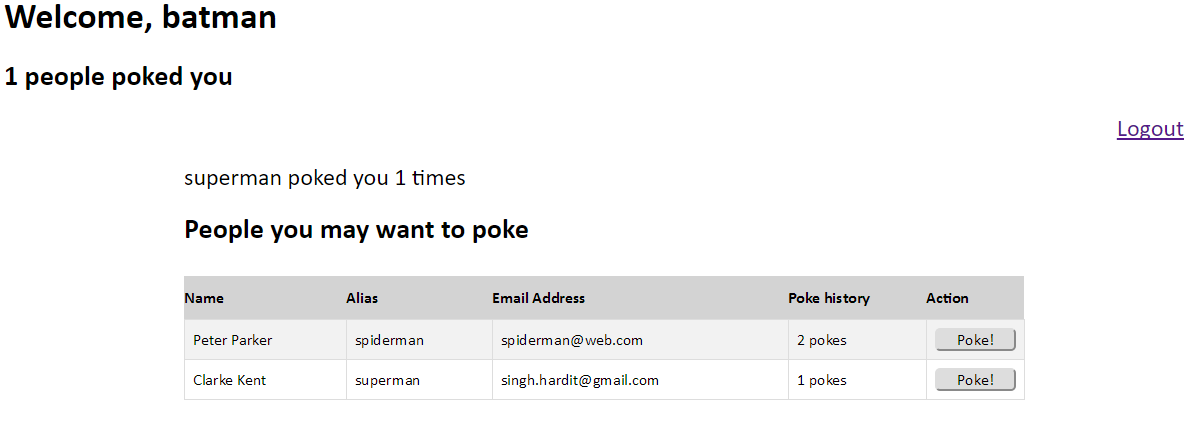 Welcome, batman
1 people poked you
Logout
superman poked you 1 times
People you may want to poke
Name Alias Email Address Poke history Action
Peter Parker spiderman spiderman@web.com 2 pokes Poke!
Clarke Kent superman singh.hardit@gmail.com 1 pokes Poke!